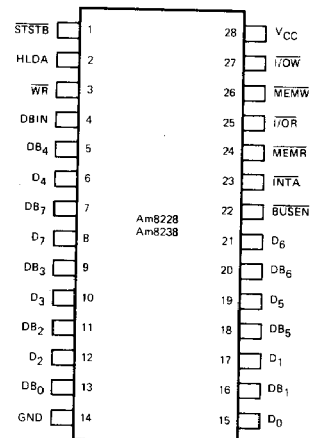 STSTB 1 28 VCC
HLDA 2 27 I/OW
WR 3 26 MEMW
DBIN 4 25 I/OR
DB4 5 24 MEMR
D4 6 23 INTA
DB7 7 22 BUSEN
Am8228
Am8238
D7 8 21 D6
DB3 9 20 DB6
D3 10 19 D5
DB2 11 18 DB5
D2 12 17 D1
DB0 13 16 DB1
GND 14 15 D0